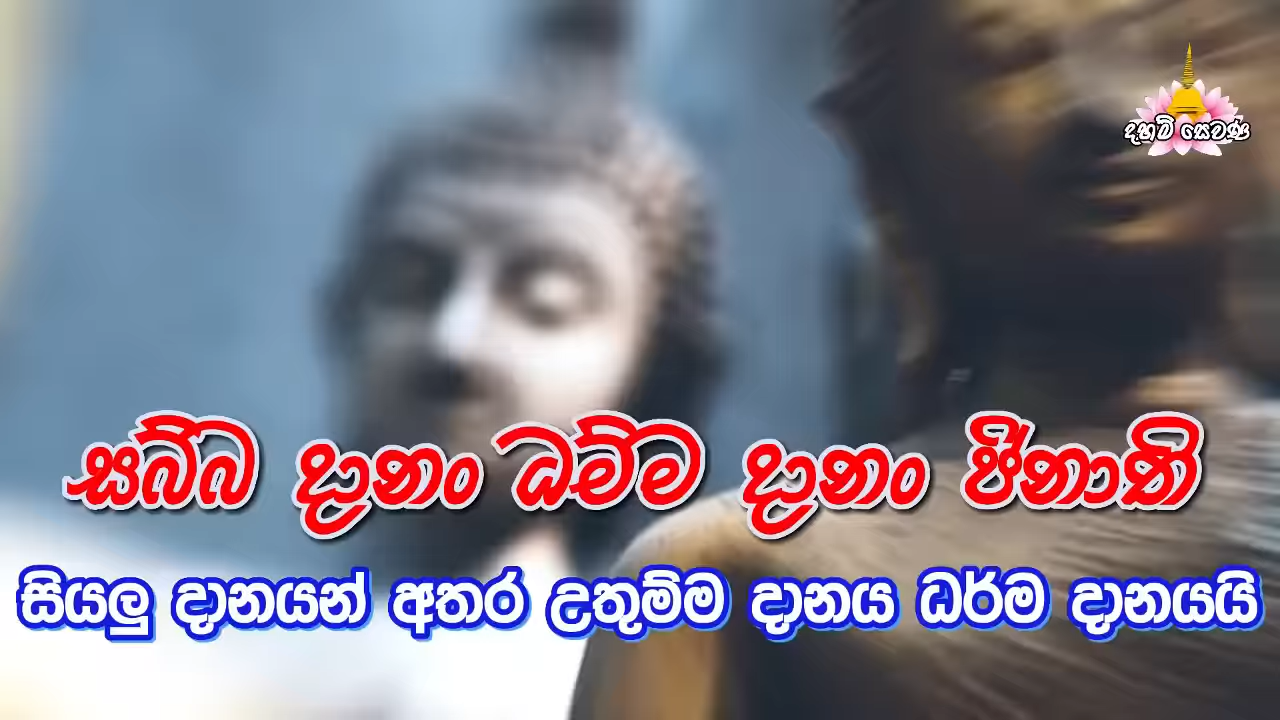 දහම් සෙවණ
සබ්බ දානං ධම්ම දානං ජිනාති
සියලු දානයන් අතර උතුම්ම දානය ධර්ම දානයයි